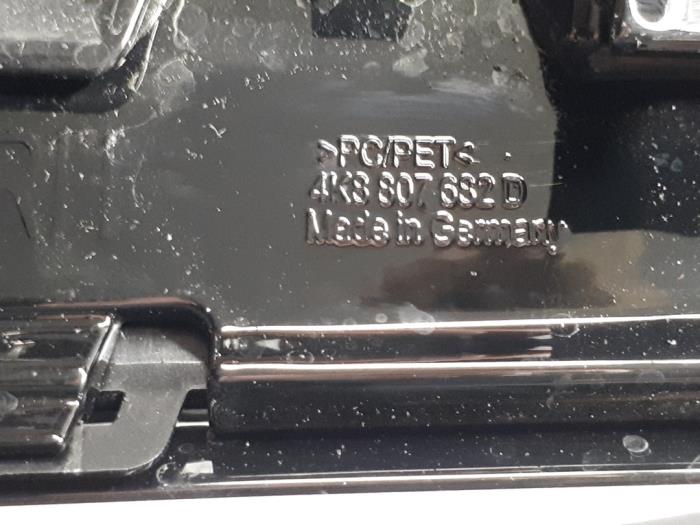 >PC/PET<
4K8 807 682 D
Made in Germany